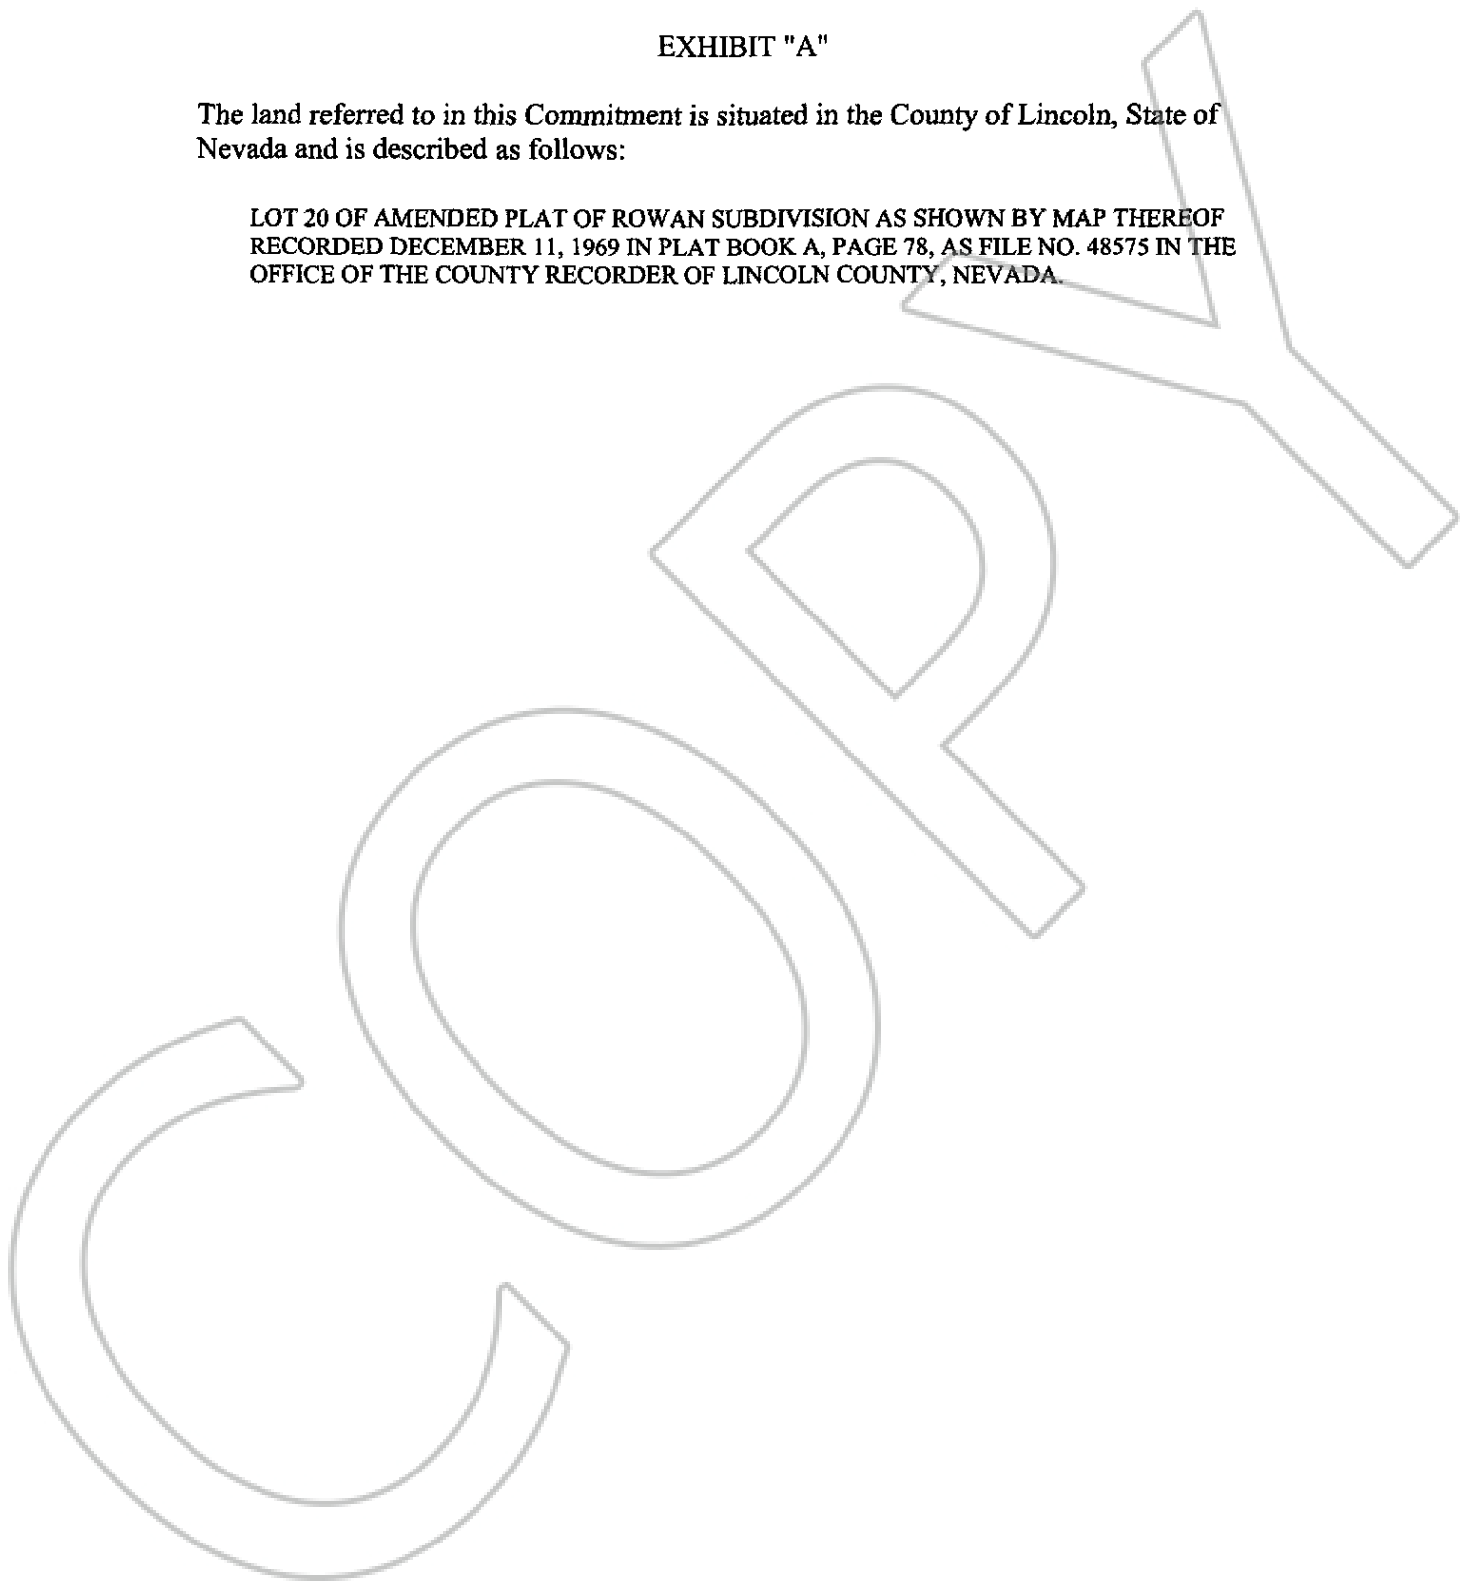 EXHIBIT "A"
The land referred to in this Commitment is situated in the County of Lincoln, State of
Nevada and is described as follows:
LOT 20 OF AMENDED PLAT OF ROWAN SUBDIVISION AS SHOWN BY MAP THEREOF
RECORDED DECEMBER 11, 1969 IN PLAT BOOK A, PAGE 78, AS FILE NO. 48575 IN THE
OFFICE OF THE COUNTY RECORDER OF LINCOLN COUNTY, NEVADA.
COPY